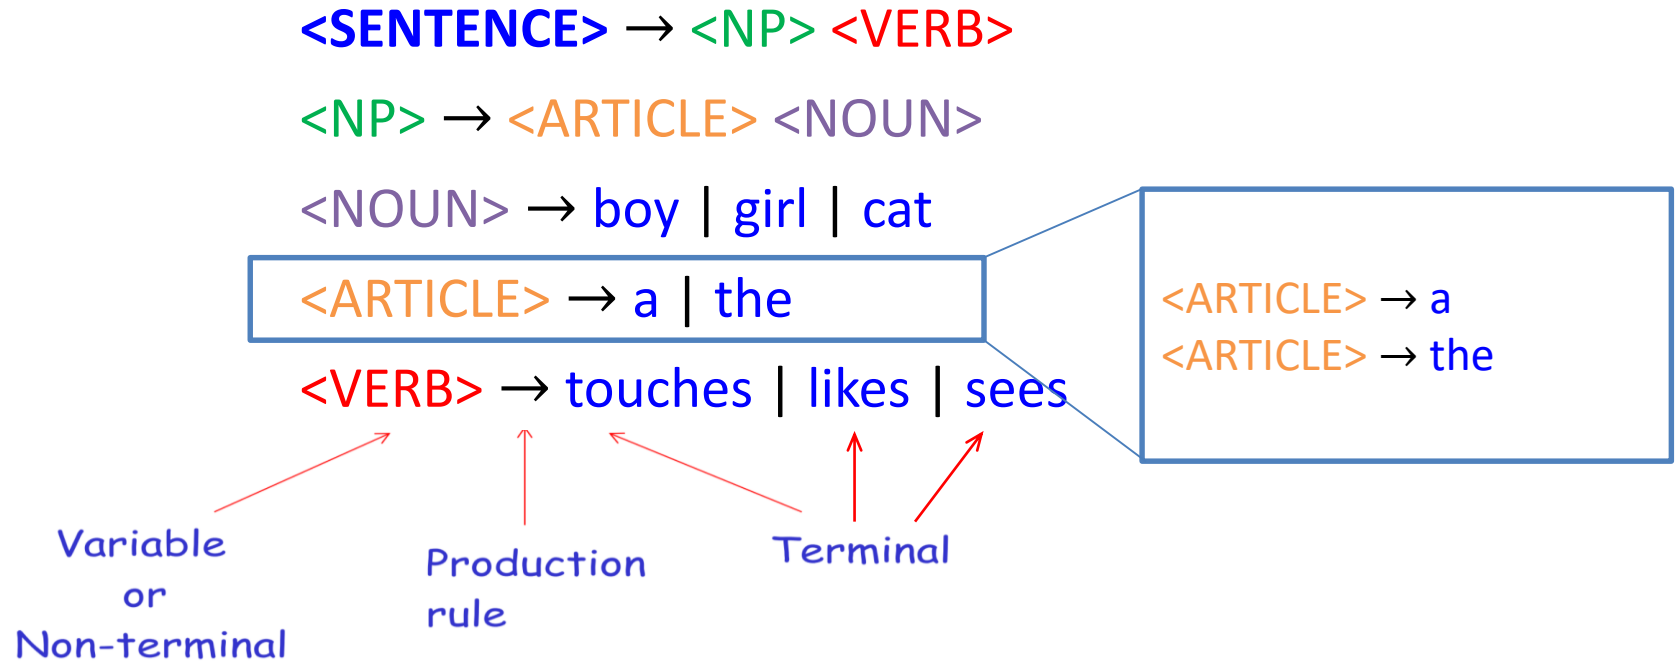 <SENTENCE> → <NP> <VERB>
<NP> → <ARTICLE> <NOUN>
<NOUN> → boy | girl | cat
<ARTICLE> → a | the
<VERB> → touches | likes | sees
<ARTICLE> → a
<ARTICLE> → the
Variable
or
Non-terminal
Production
rule
Terminal